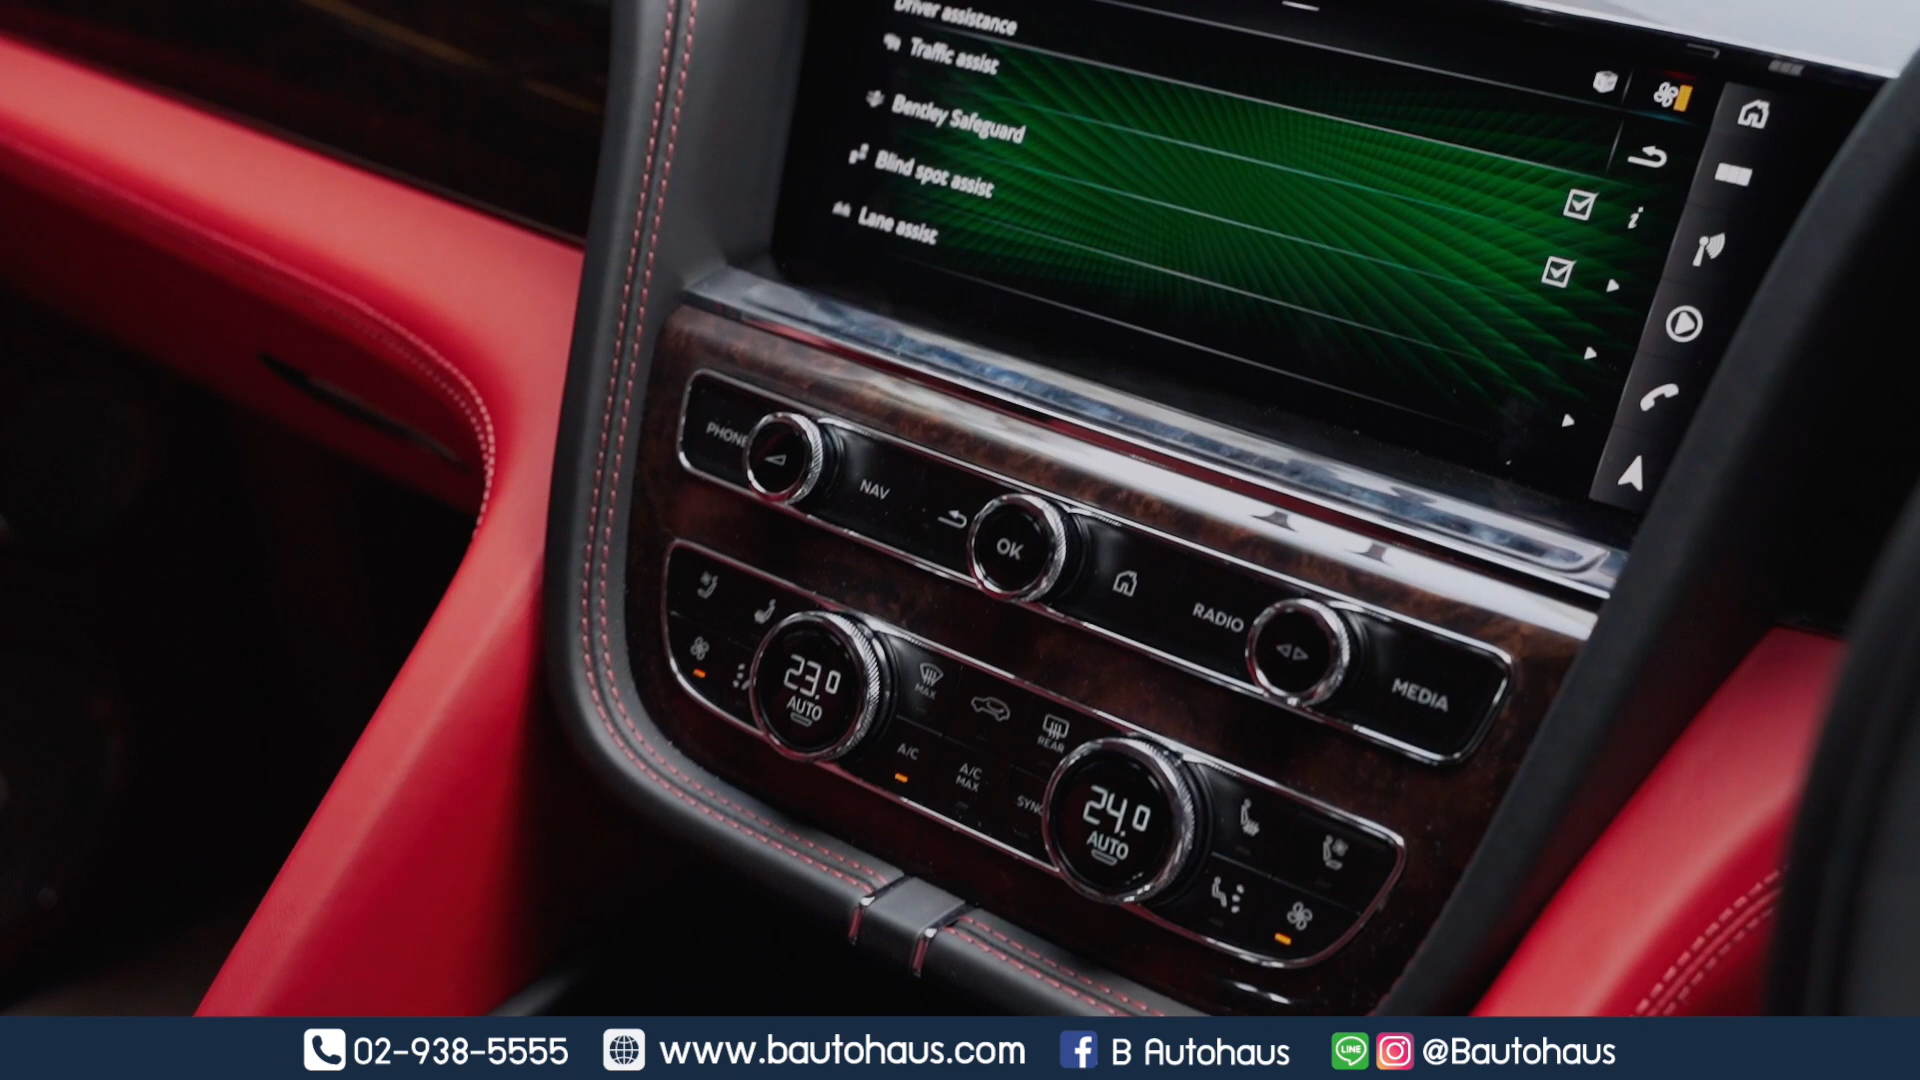 Driver assistance
Traffic assist
Bentley Safeguard
Blind spot assist
Lane assist
PHONE
NAV
OK
RADIO
MEDIA
23.0
AUTO
MAX
REAR
A/C
A/C
MAX
SYNC
24.0
AUTO
02-938-5555
www.bautohaus.com
B Autohaus
LINE
@Bautohaus